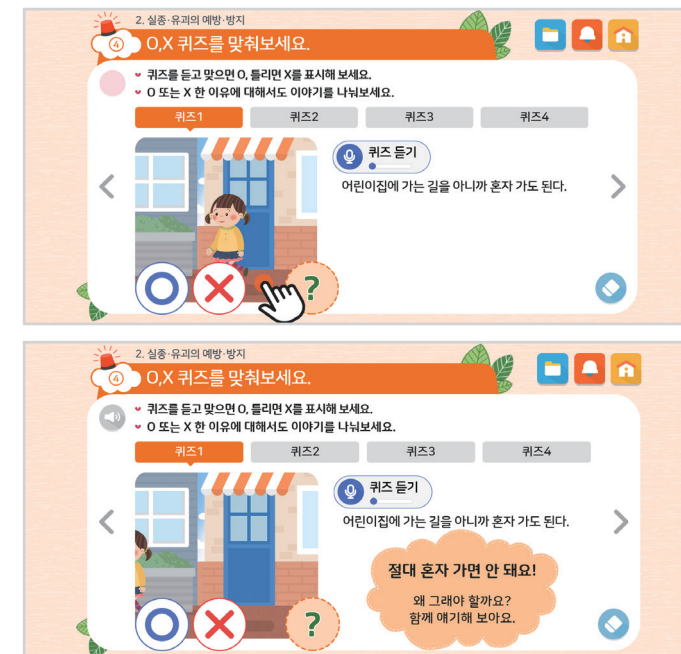 2. 실종·유괴의 예방·방지
④ O,X 퀴즈를 맞춰보세요.
퀴즈를 듣고 맞으면 O, 틀리면 X를 표시해 보세요.
O 또는 X 한 이유에 대해서도 이야기를 나눠보세요.
퀴즈1 퀴즈2 퀴즈3 퀴즈4
퀴즈 듣기
어린이집에 가는 길을 아니까 혼자 가도 된다.
?
2. 실종·유괴의 예방·방지
④ O,X 퀴즈를 맞춰보세요.
퀴즈를 듣고 맞으면 O, 틀리면 X를 표시해 보세요.
O 또는 X 한 이유에 대해서도 이야기를 나눠보세요.
퀴즈1 퀴즈2 퀴즈3 퀴즈4
퀴즈 듣기
어린이집에 가는 길을 아니까 혼자 가도 된다.
절대 혼자 가면 안 돼요!
왜 그래야 할까요?
함께 얘기해 보아요.
?